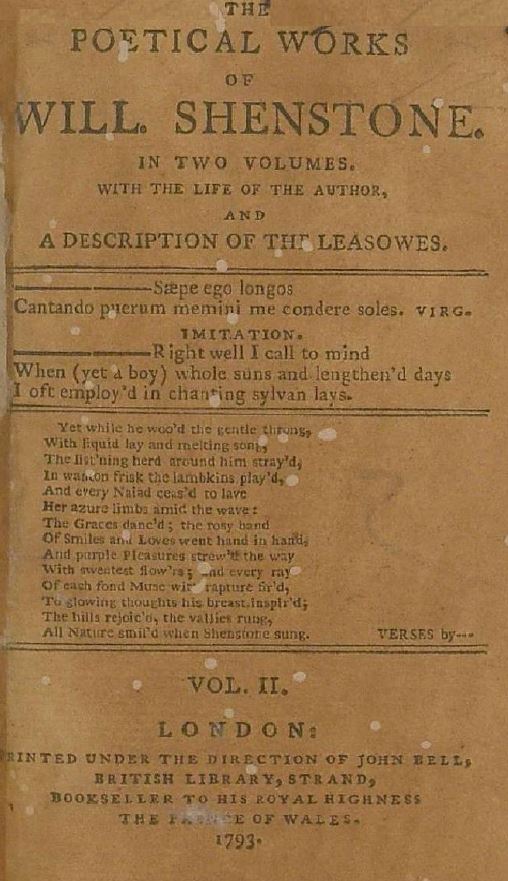 THE
POETICAL WORKS
OF
WILL. SHENSTONE.
IN TWO VOLUMES.
WITH THE LIFE OF THE AUTHOR,
AND
A DESCRIPTION OF THE LEASOWES.
————Sæpe ego longos
Cantando puerum memini me condere soles. VIRG.
IMITATION.
————Right well I call to mind
When (yet a boy) whole suns and lengthen'd days
I oft employ'd in chanting sylvan lays.
Yet while he woo'd the gentle throng,
With liquid lay and melting song,
The list'ning herd around him stray'd,
In wanton frisk the lambkins play'd,
And every Naiad ceas'd to lave
Her azure limbs amid the wave:
The Graces danc'd; the rosy band
Of Smiles and Loves went hand in hand,
And purple Pleasures strew'd the way
With sweetest flow'rs; and every ray
Of each fond Muse with rapture fir'd,
To glowing thoughts his breast inspir'd;
The hills rejoic'd, the vallies rung,
All Nature smil'd when Shenstone sung. VERSES by---
VOL. II.
LONDON:
PRINTED UNDER THE DIRECTION OF JOHN BELL,
BRITISH LIBRARY, STRAND,
BOOKSELLER TO HIS ROYAL HIGHNESS
THE PRINCE OF WALES.
1793.